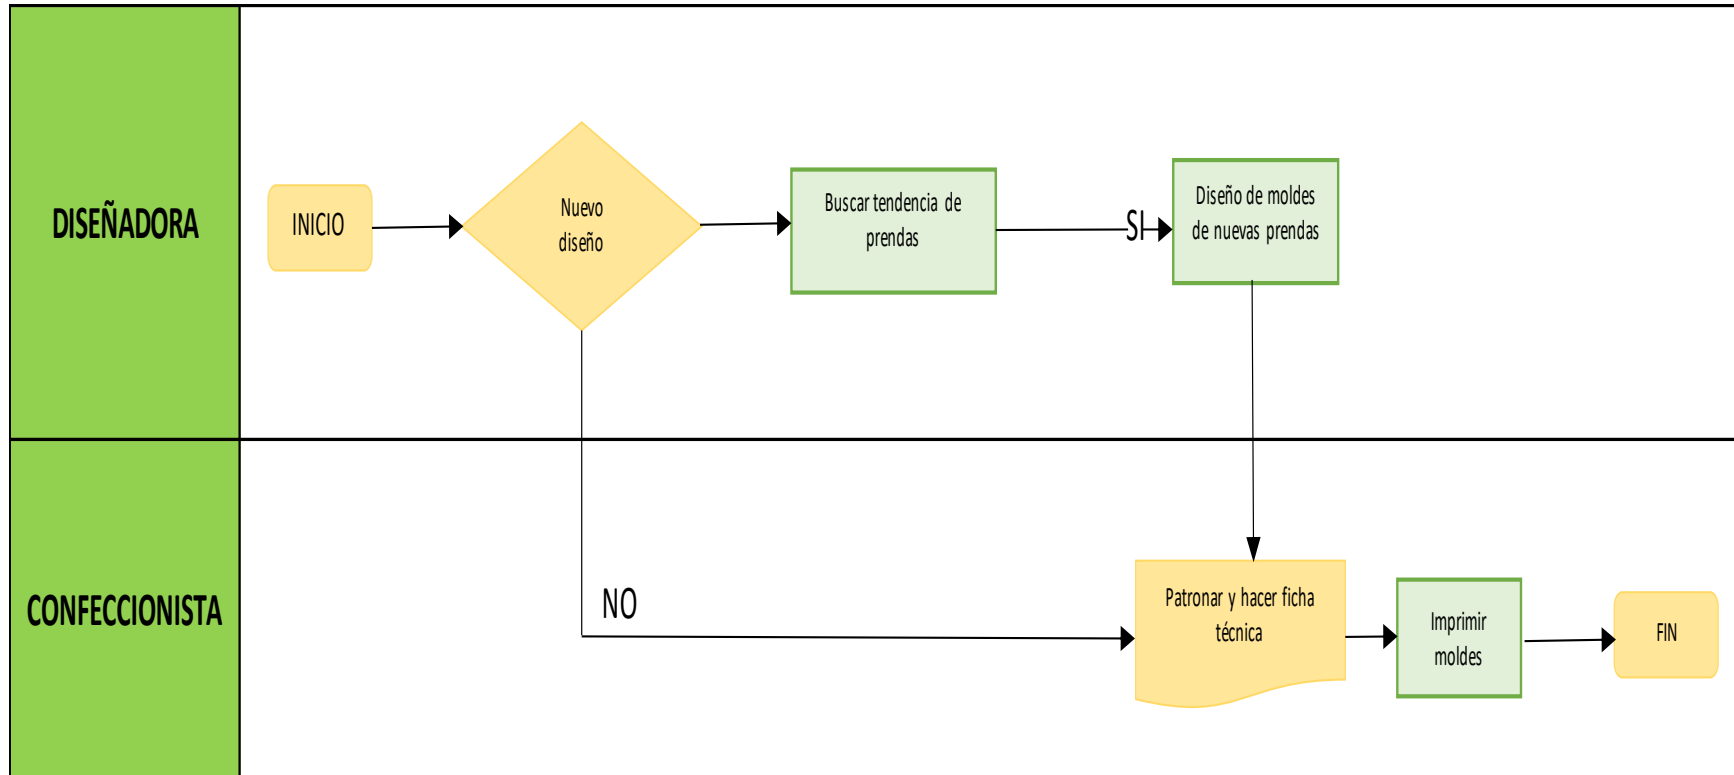 DISEÑADORA
INICIO
Nuevo
diseño
Buscar tendencia de
prendas
SI
Diseño de moldes
de nuevas prendas
CONFECCIONISTA
NO
Patronar y hacer ficha
técnica
Imprimir
moldes
FIN